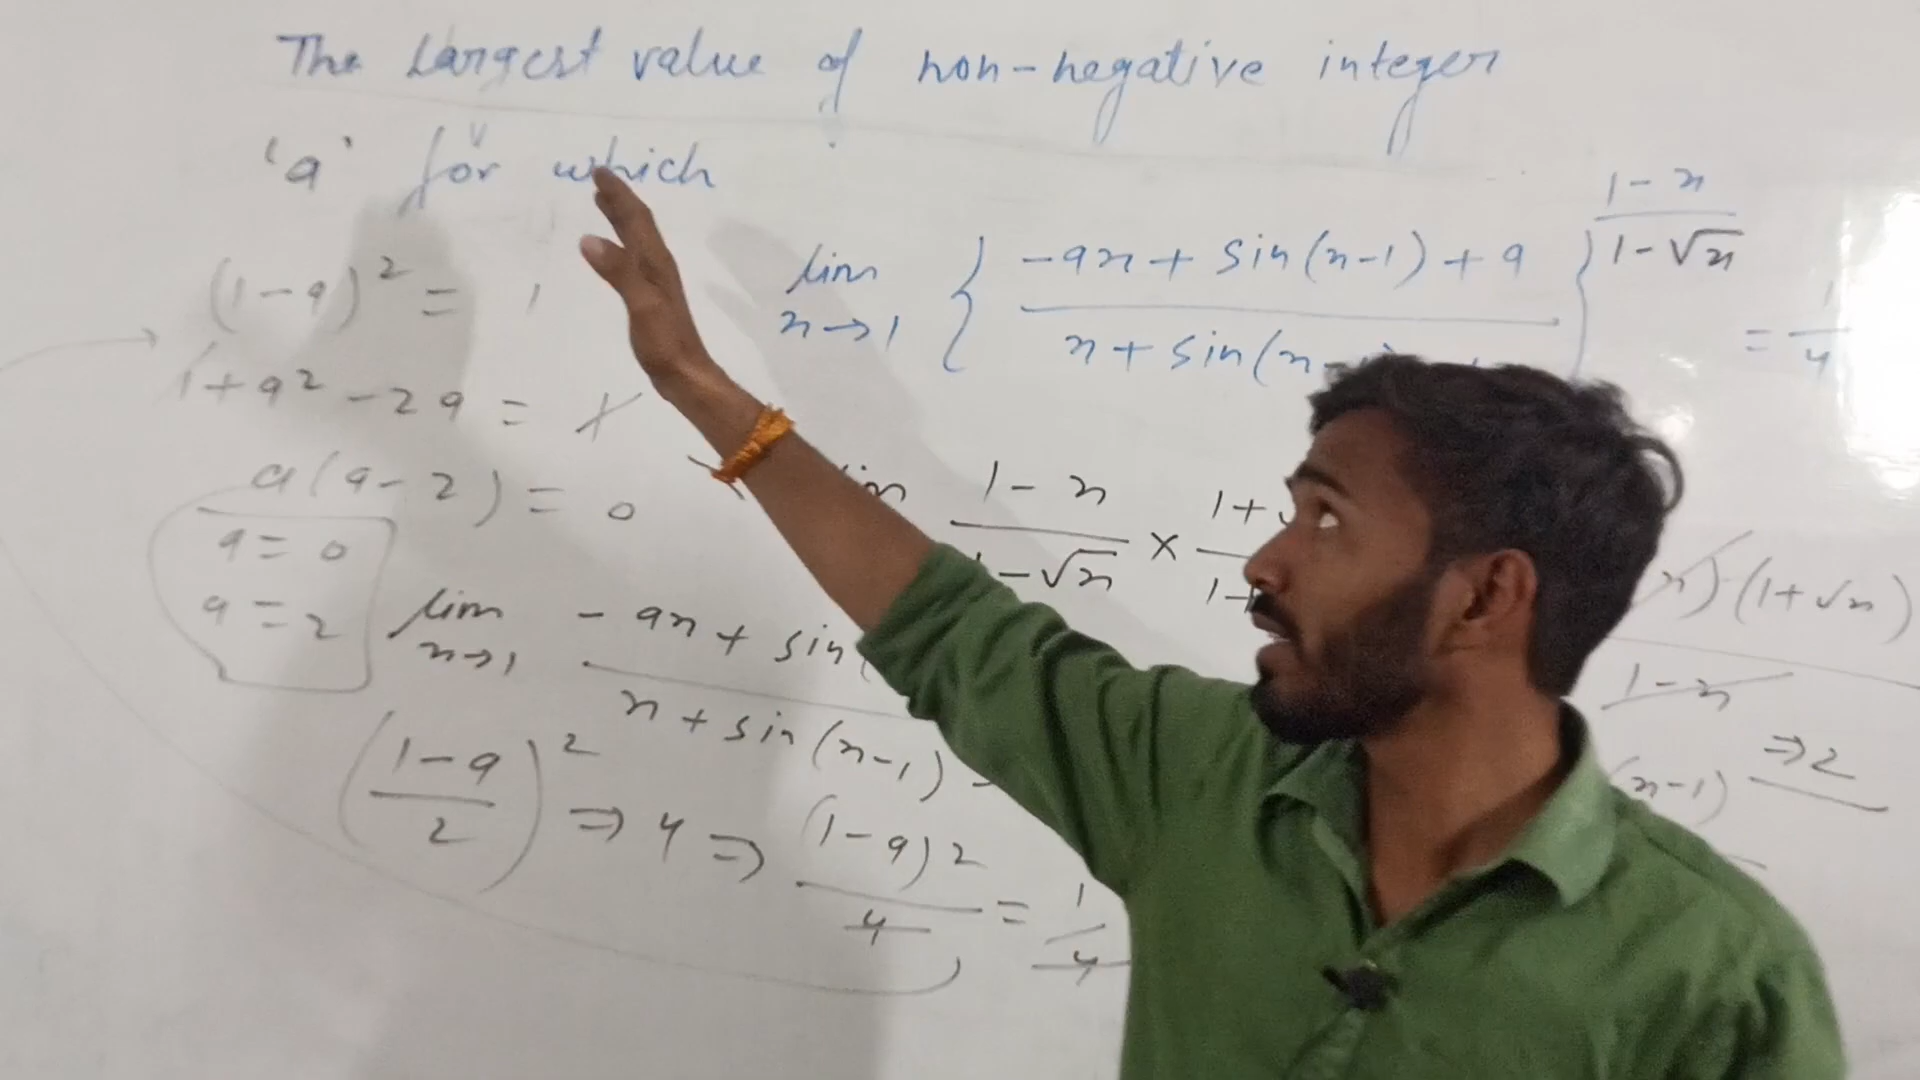 The Largest value of non-negative integer
'a' for which
lim x→1 { -ax + sin(x-1) + a / x + sin(x- } 1-x / 1-√x = 1/4
(1-a)² = 1
1+a² - 2a = 1
a(a-2) = 0
a = 0
a = 2
1-x / 1-√x × 1+ / 1+
x)(1+√x) / 1-x ⇒ 2
lim x→1 -ax + sin( / x + sin(x-1)
(x-1)
(1-a / 2)² ⇒ 4 ⇒ (1-a)² / 4 = 1/4